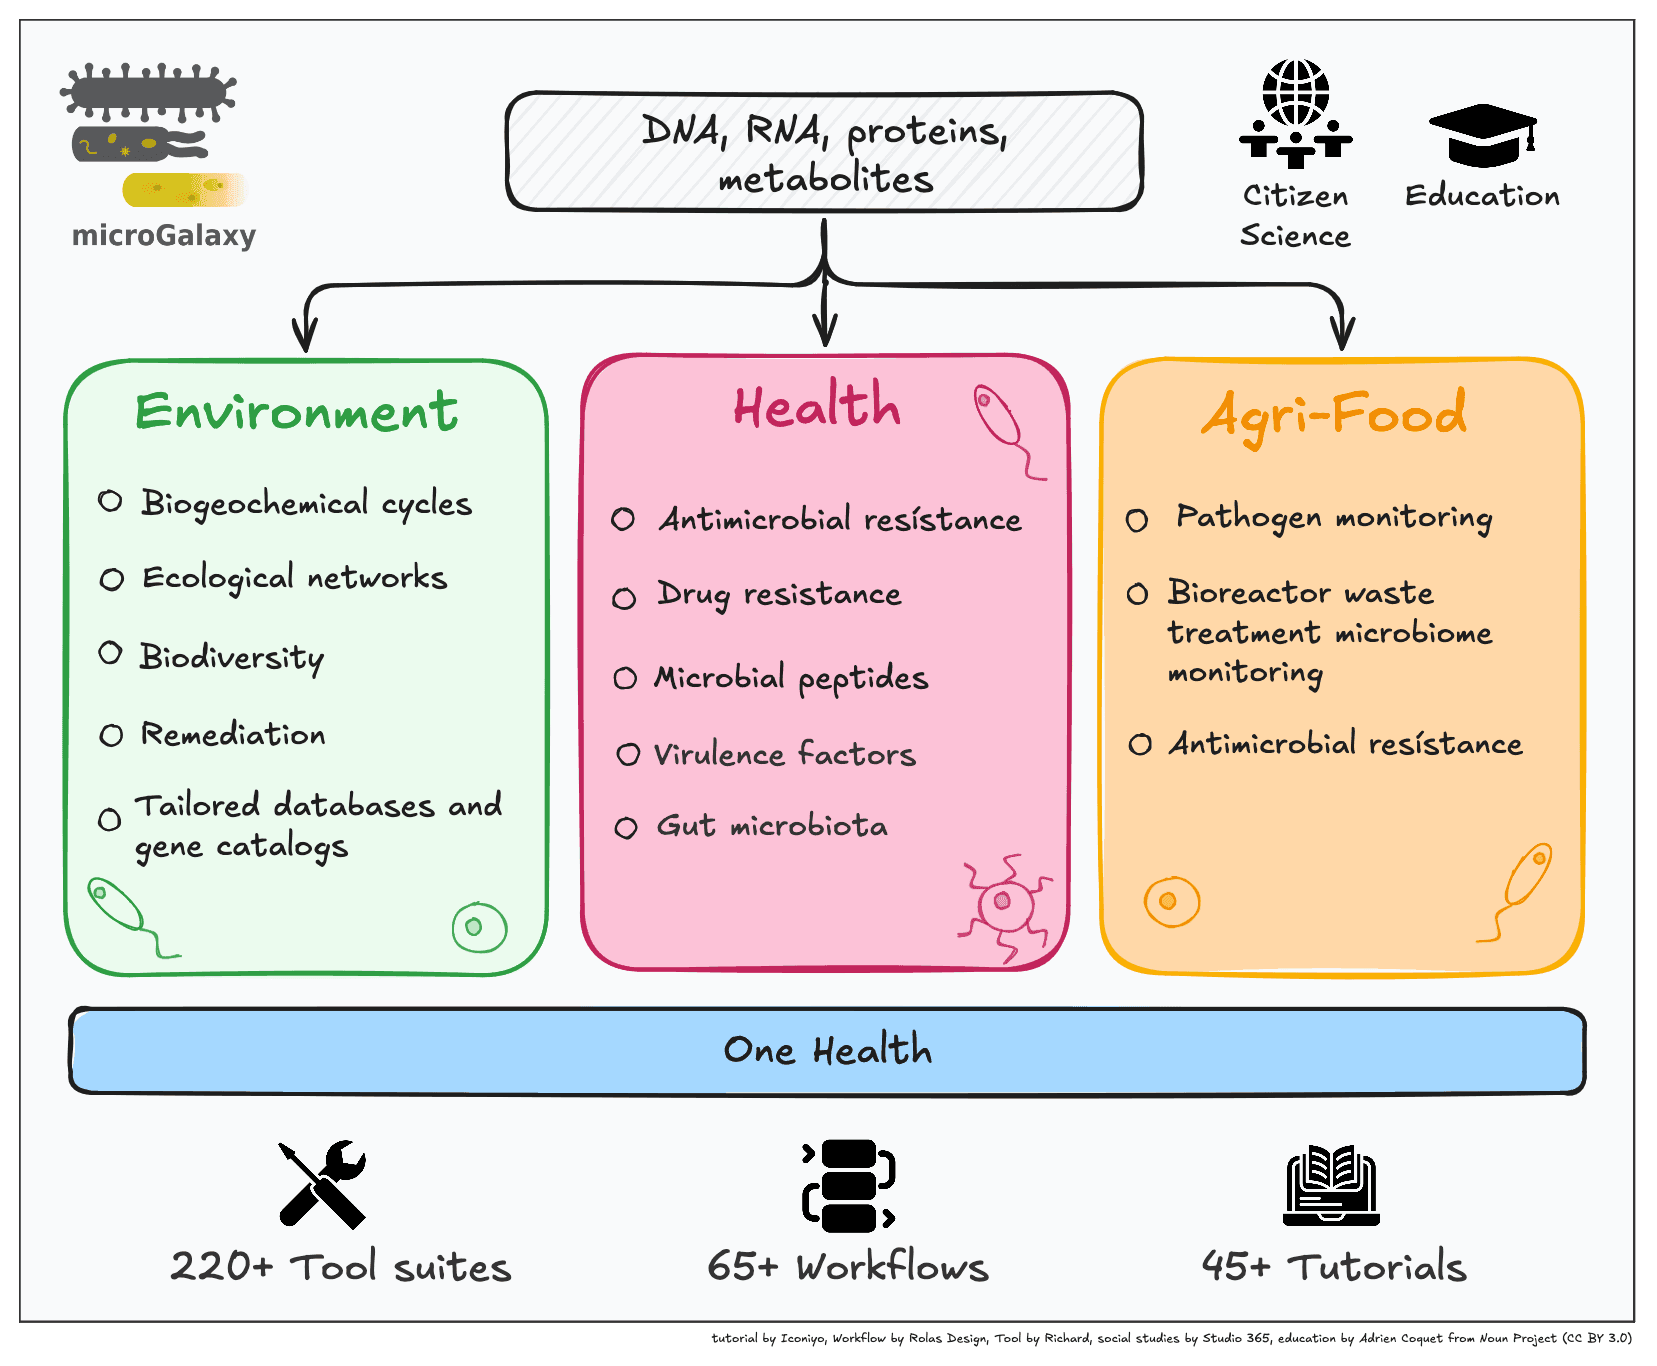 microGalaxy
DNA, RNA, proteins,
metabolites
Citizen
Science
Education
Environment
Biogeochemical cycles
Ecological networks
Biodiversity
Remediation
Tailored databases and
gene catalogs
Health
Antimicrobial resístance
Drug resistance
Microbial peptides
Virulence factors
Gut microbiota
Agri-Food
Pathogen monitoring
Bioreactor waste
treatment microbiome
monitoring
Antimicrobial resístance
One Health
220+ Tool suites
65+ Workflows
45+ Tutorials
tutorial by Iconiyo, Workflow by Rolas Design, Tool by Richard, social studies by Studio 365, education by Adrien Coquet from Noun Project (CC BY 3.0)